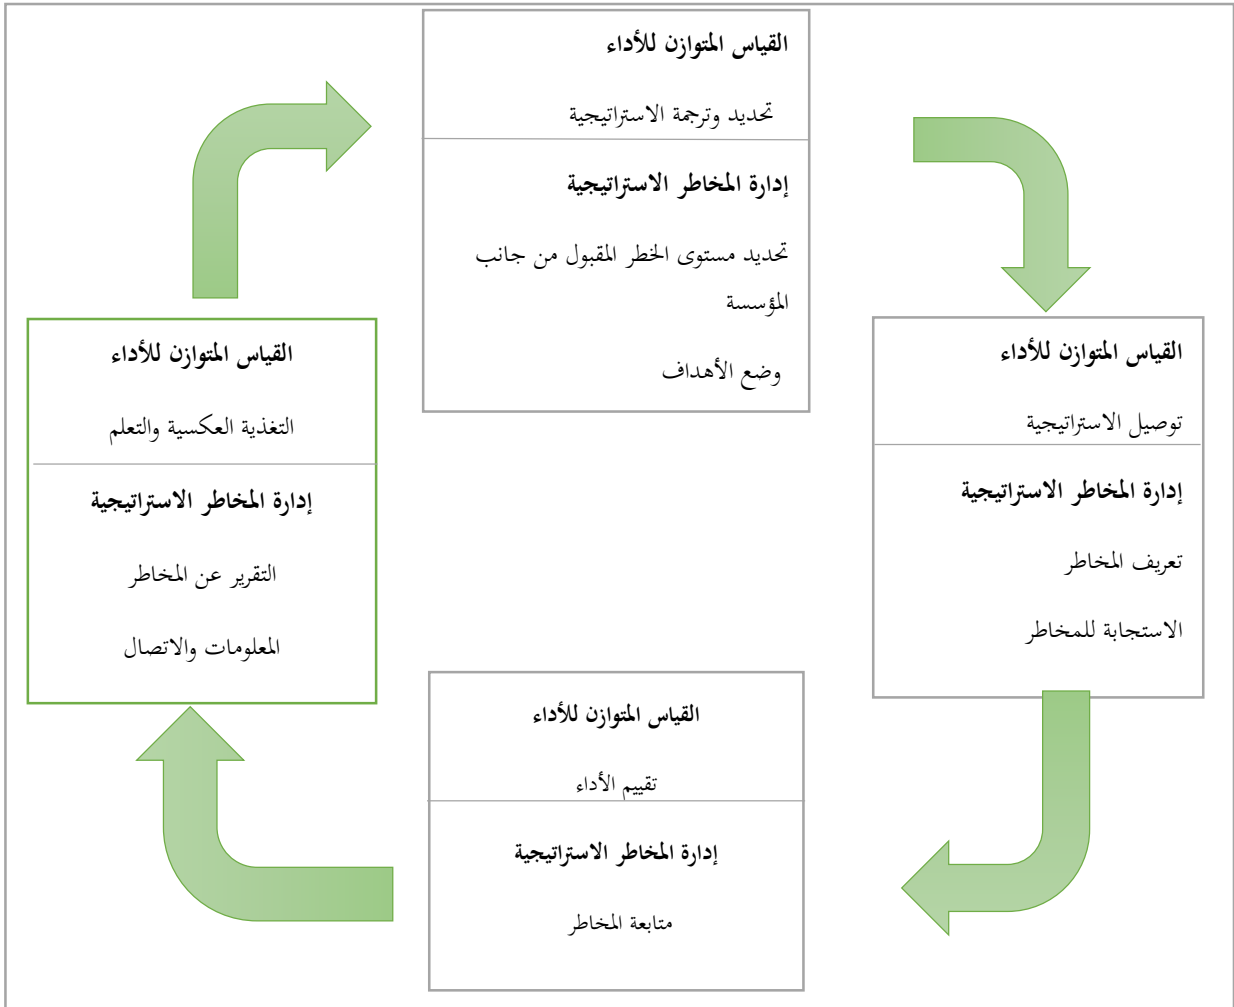 القياس المتوازن للأداء
تحديد وترجمة الاستراتيجية
إدارة المخاطر الاستراتيجية
تحديد مستوى الخطر المقبول من جانب
المؤسسة
وضع الأهداف
القياس المتوازن للأداء
توصيل الاستراتيجية
إدارة المخاطر الاستراتيجية
تعريف المخاطر
الاستجابة للمخاطر
القياس المتوازن للأداء
تقييم الأداء
إدارة المخاطر الاستراتيجية
متابعة المخاطر
القياس المتوازن للأداء
التغذية العكسية والتعلم
إدارة المخاطر الاستراتيجية
التقرير عن المخاطر
المعلومات والاتصال